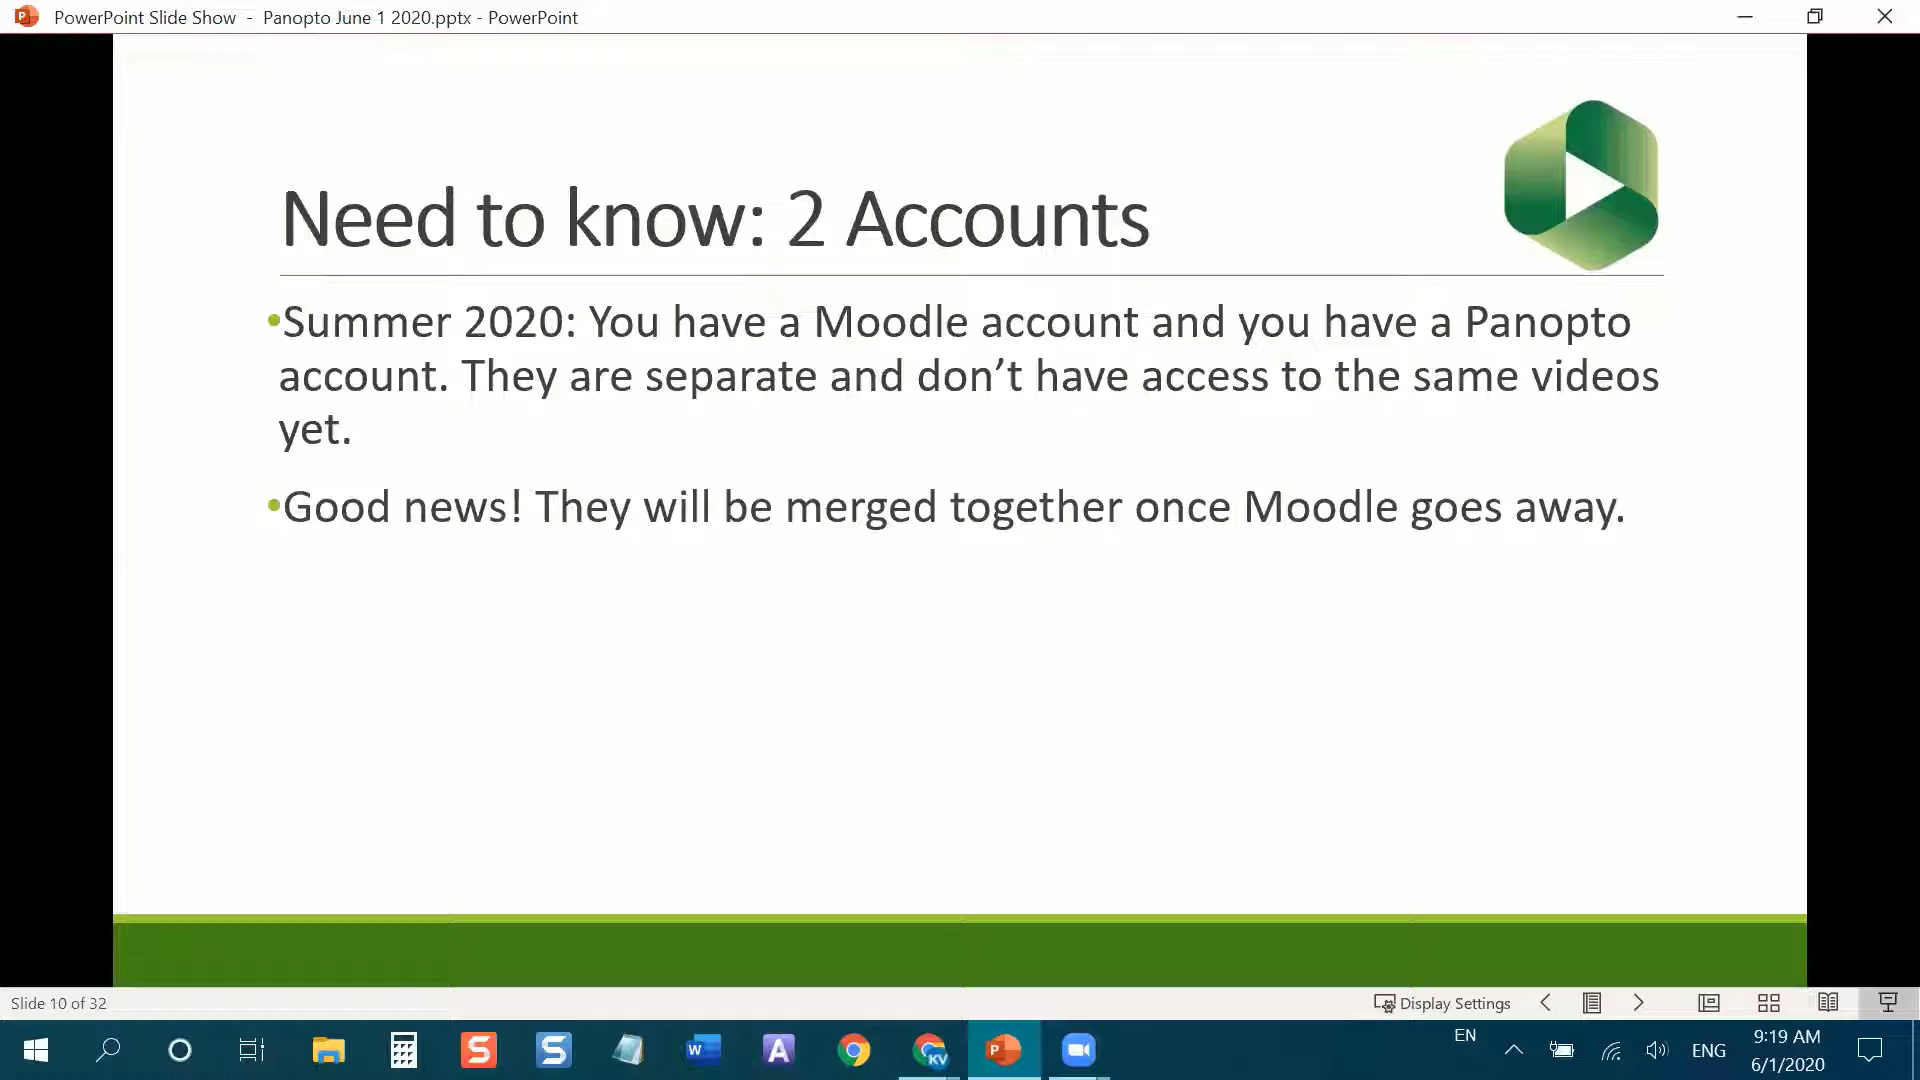 PowerPoint Slide Show - Panopto June 1 2020.pptx - PowerPoint
Need to know: 2 Accounts
•Summer 2020: You have a Moodle account and you have a Panopto
account. They are separate and don’t have access to the same videos
yet.
•Good news! They will be merged together once Moodle goes away.
Slide 10 of 32
Display Settings
EN
ENG
9:19 AM
6/1/2020